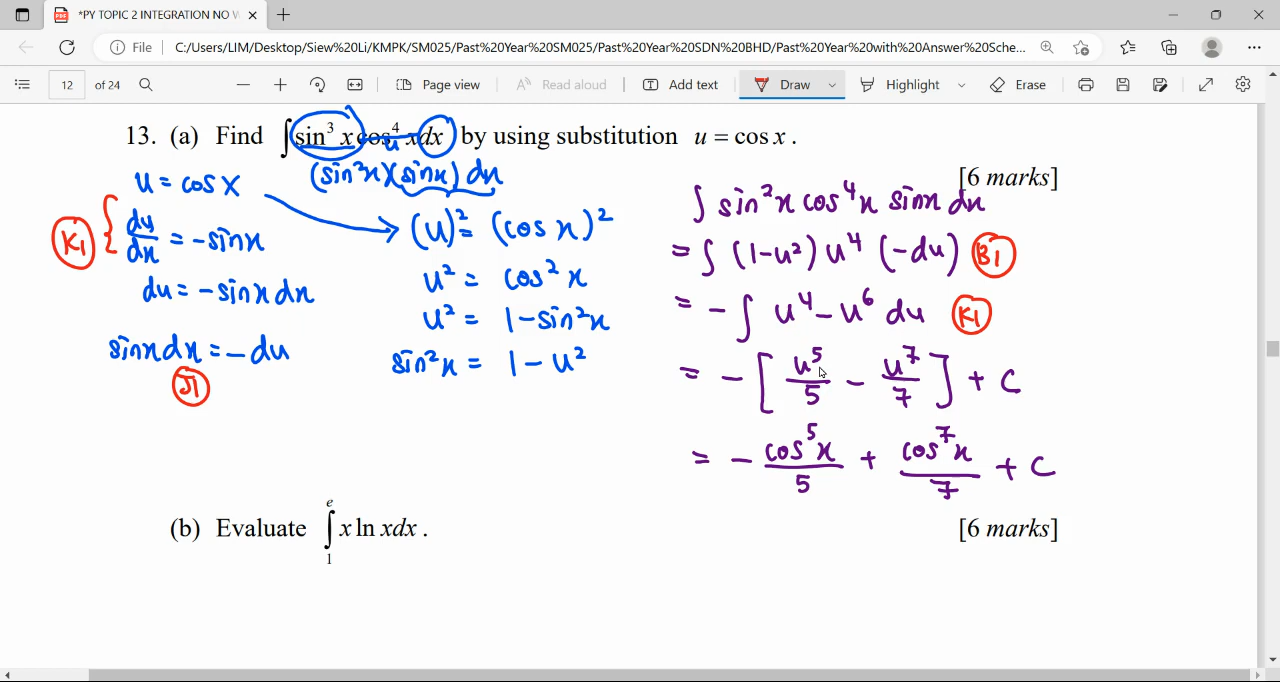 *PY TOPIC 2 INTEGRATION NO W
File C:/Users/LIM/Desktop/Siew%20Li/KMPK/SM025/Past%20Year%20SM025/Past%20Year%20SDN%20BHD/Past%20Year%20with%20Answer%20Sche...
12 of 24 Page view Read aloud Add text Draw Highlight Erase
13. (a) Find ∫ sin³ x cos⁴ x dx by using substitution u = cos x .
u
[6 marks]
(sin²x)(sinx) dx
u = cos x
K1 { du/dx = -sinx
du = -sinx dx
sinx dx = -du
J1
(u)² = (cos x)²
u² = cos² x
u² = 1 - sin²x
sin²x = 1 - u²
∫ sin²x cos⁴x sinx dx
= ∫ (1-u²) u⁴ (-du) B1
= - ∫ u⁴ - u⁶ du K1
= - [ u⁵/5 - u⁷/7 ] + c
= - cos⁵x/5 + cos⁷x/7 + c
(b) Evaluate ∫₁ᵉ x ln xdx . [6 marks]